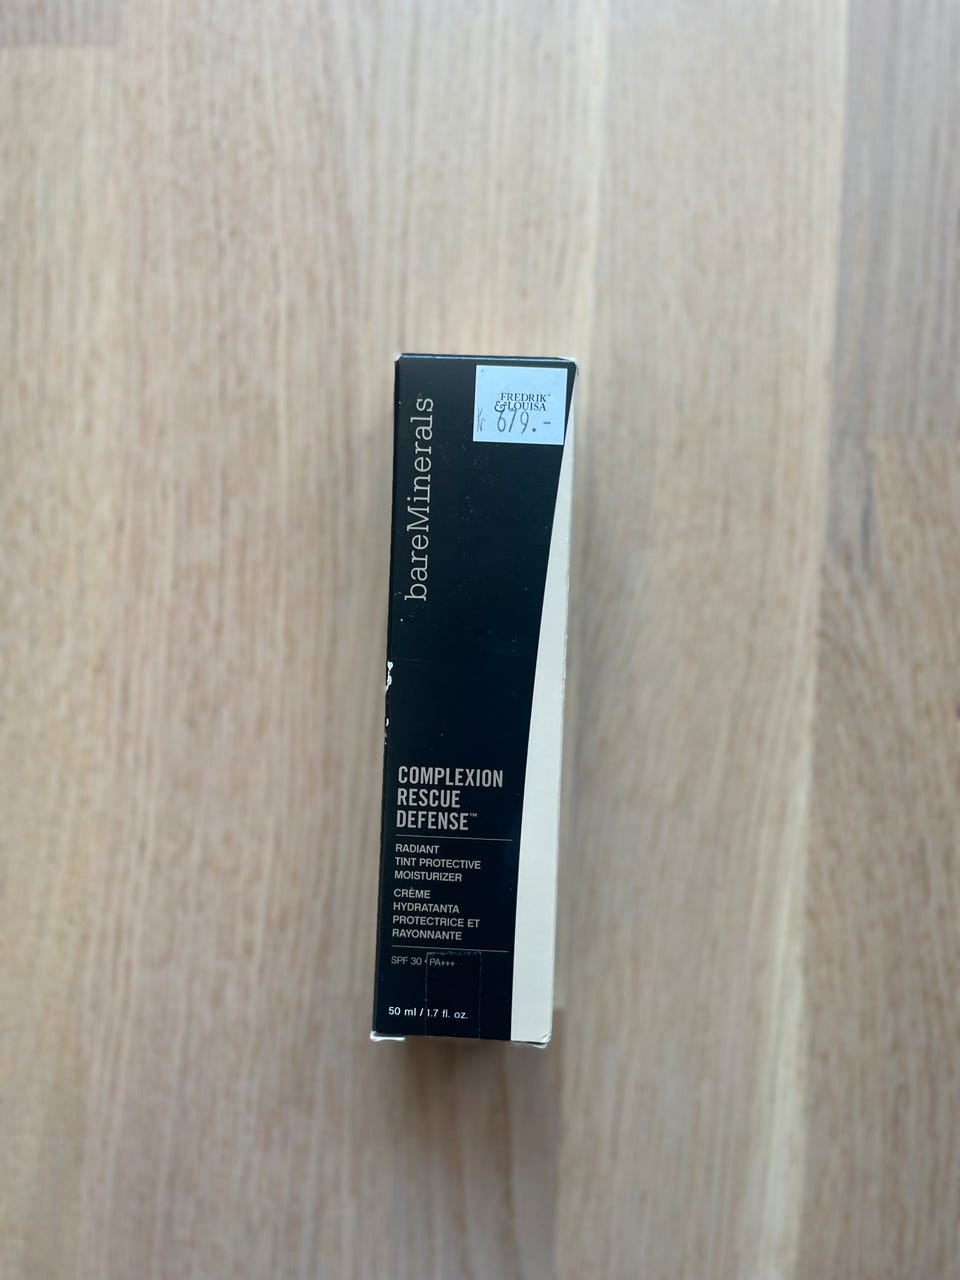 FREDRIK
& LOUISA
Kr 679.-
bareMinerals
COMPLEXION
RESCUE
DEFENSE™
RADIANT
TINT PROTECTIVE
MOISTURIZER
CRÈME
HYDRATANTA
PROTECTRICE ET
RAYONNANTE
SPF 30 • PA+++
50 ml / 1.7 fl. oz.